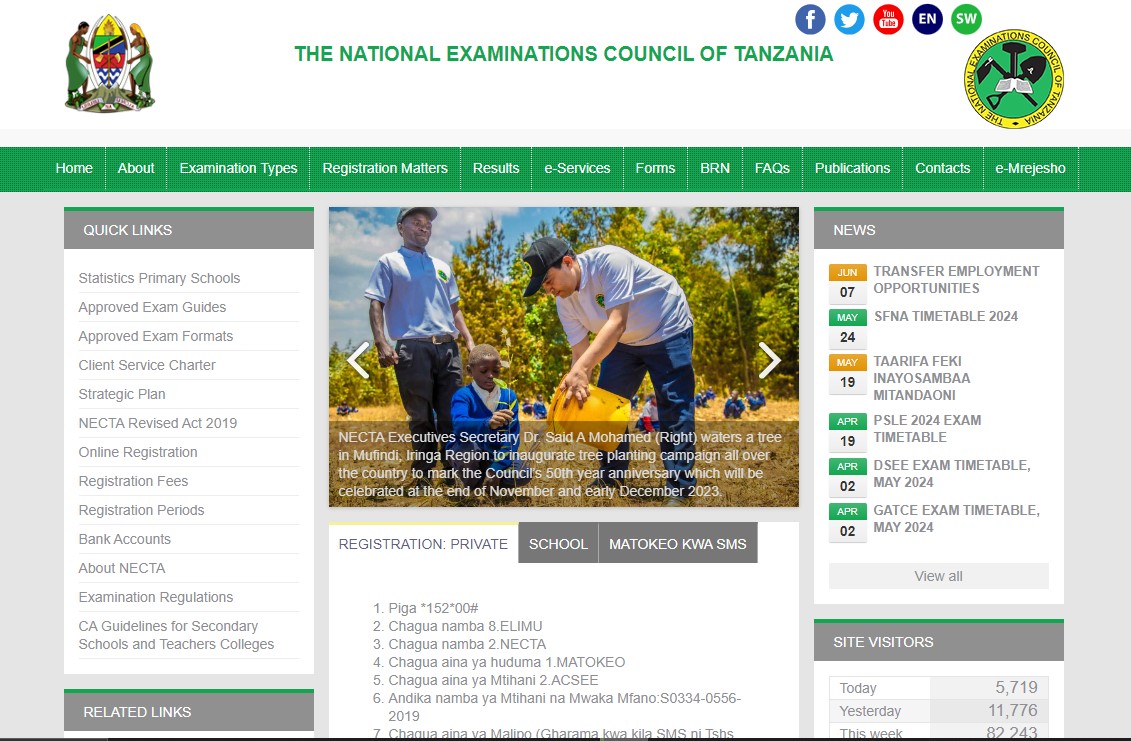 EN
SW
THE NATIONAL EXAMINATIONS COUNCIL OF TANZANIA
THE NATIONAL EXAMINATIONS COUNCIL OF TANZANIA
Home
About
Examination Types
Registration Matters
Results
e-Services
Forms
BRN
FAQs
Publications
Contacts
e-Mrejesho
QUICK LINKS
Statistics Primary Schools
Approved Exam Guides
Approved Exam Formats
Client Service Charter
Strategic Plan
NECTA Revised Act 2019
Online Registration
Registration Fees
Registration Periods
Bank Accounts
About NECTA
Examination Regulations
CA Guidelines for Secondary
Schools and Teachers Colleges
RELATED LINKS
NECTA Executives Secretary Dr. Said A Mohamed (Right) waters a tree
in Mufindi, Iringa Region to inaugurate tree planting campaign all over
the country to mark the Council's 50th year anniversary which will be
celebrated at the end of November and early December 2023.
REGISTRATION: PRIVATE
SCHOOL
MATOKEO KWA SMS
1. Piga *152*00#
2. Chagua namba 8.ELIMU
3. Chagua namba 2.NECTA
4. Chagua aina ya huduma 1.MATOKEO
5. Chagua aina ya Mtihani 2.ACSEE
6. Andika namba ya Mtihani na Mwaka Mfano:S0334-0556-
2019
7. Chagua aina ya Malipo (Gharama kwa kila SMS ni Tshs
NEWS
JUN
07
TRANSFER EMPLOYMENT
OPPORTUNITIES
MAY
24
SFNA TIMETABLE 2024
MAY
19
TAARIFA FEKI
INAYOSAMBAA
MITANDAONI
APR
19
PSLE 2024 EXAM
TIMETABLE
APR
02
DSEE EXAM TIMETABLE,
MAY 2024
APR
02
GATCE EXAM TIMETABLE,
MAY 2024
View all
SITE VISITORS
Today 5,719
Yesterday 11,776
This week 82,243